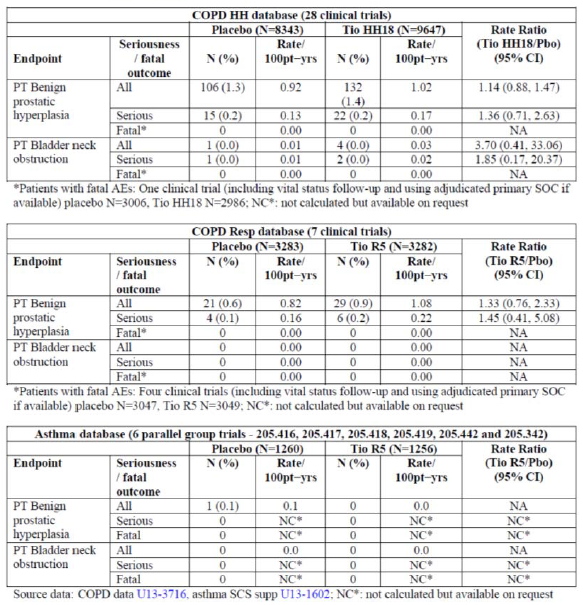 COPD HH database (28 clinical trials)
Placebo (N=8343) Tio HH18 (N=9647) Rate Ratio
Endpoint Seriousness N (%) Rate/ N (%) Rate/ (Tio HH18/Pbo)
/ fatal 100pt−yrs 100pt−yrs (95% CI)
outcome
PT Benign All 106 (1.3) 0.92 132 1.02 1.14 (0.88, 1.47)
prostatic (1.4)
hyperplasia Serious 15 (0.2) 0.13 22 (0.2) 0.17 1.36 (0.71, 2.63)
Fatal* 0 0.00 0 0.00 NA
PT Bladder neck All 1 (0.0) 0.01 4 (0.0) 0.03 3.70 (0.41, 33.06)
obstruction Serious 1 (0.0) 0.01 2 (0.0) 0.02 1.85 (0.17, 20.37)
Fatal* 0 0.00 0 0.00 NA
*Patients with fatal AEs: One clinical trial (including vital status follow-up and using adjudicated primary SOC if
available) placebo N=3006, Tio HH18 N=2986; NC*: not calculated but available on request
COPD Resp database (7 clinical trials)
Placebo (N=3283) Tio R5 (N=3282) Rate Ratio
Endpoint Seriousness N (%) Rate/ N (%) Rate/ (Tio R5/Pbo)
/ fatal 100pt−yrs 100pt−yrs (95% CI)
outcome
PT Benign All 21 (0.6) 0.82 29 (0.9) 1.08 1.33 (0.76, 2.33)
prostatic Serious 4 (0.1) 0.16 6 (0.2) 0.22 1.45 (0.41, 5.08)
hyperplasia Fatal* 0 0.00 0 0.00 NA
PT Bladder neck All 0 0.00 0 0.00 NA
obstruction Serious 0 0.00 0 0.00 NA
Fatal* 0 0.00 0 0.00 NA
*Patients with fatal AEs: Four clinical trials (including vital status follow-up and using adjudicated primary SOC
if available) placebo N=3047, Tio R5 N=3049; NC*: not calculated but available on request
Asthma database (6 parallel group trials - 205.416, 205.417, 205.418, 205.419, 205.442 and 205.342)
Placebo (N=1260) Tio R5 (N=1256) Rate Ratio
Endpoint Seriousness N (%) Rate/ N (%) Rate/ (Tio R5/Pbo)
/ fatal 100pt−yrs 100pt−yrs (95% CI)
outcome
PT Benign All 1 (0.1) 0.1 0 0.0 NA
prostatic Serious 0 NC* 0 NC* NC*
hyperplasia Fatal 0 NC* 0 NC* NC*
PT Bladder neck All 0 0.0 0 0.0 NA
obstruction Serious 0 NC* 0 NC* NC*
Fatal 0 NC* 0 NC* NC*
Source data: COPD data U13-3716, asthma SCS supp U13-1602; NC*: not calculated but available on request